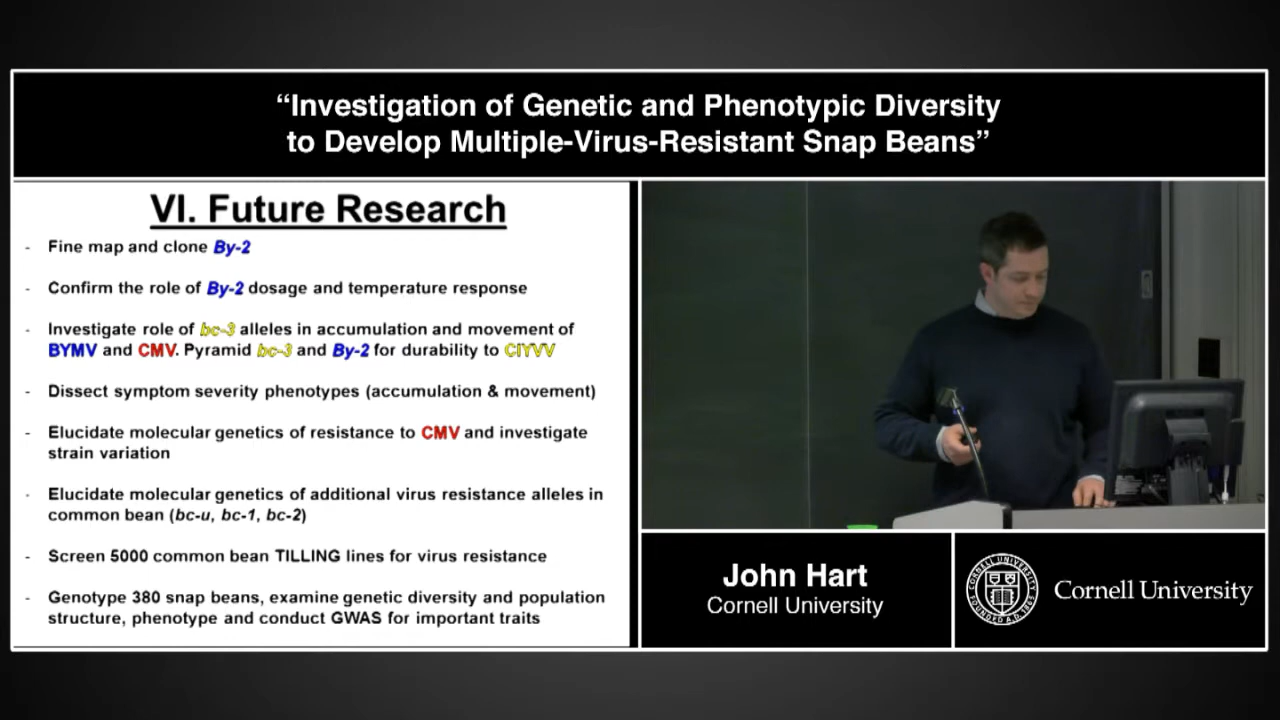 “Investigation of Genetic and Phenotypic Diversity
to Develop Multiple-Virus-Resistant Snap Beans”
VI. Future Research
- Fine map and clone By-2
- Confirm the role of By-2 dosage and temperature response
- Investigate role of bc-3 alleles in accumulation and movement of
BYMV and CMV. Pyramid bc-3 and By-2 for durability to ClYVV
- Dissect symptom severity phenotypes (accumulation & movement)
- Elucidate molecular genetics of resistance to CMV and investigate
strain variation
- Elucidate molecular genetics of additional virus resistance alleles in
common bean (bc-u, bc-1, bc-2)
- Screen 5000 common bean TILLING lines for virus resistance
- Genotype 380 snap beans, examine genetic diversity and population
structure, phenotype and conduct GWAS for important traits
John Hart
Cornell University
CORNELL UNIVERSITY
FOUNDED A.D. 1865
Cornell University